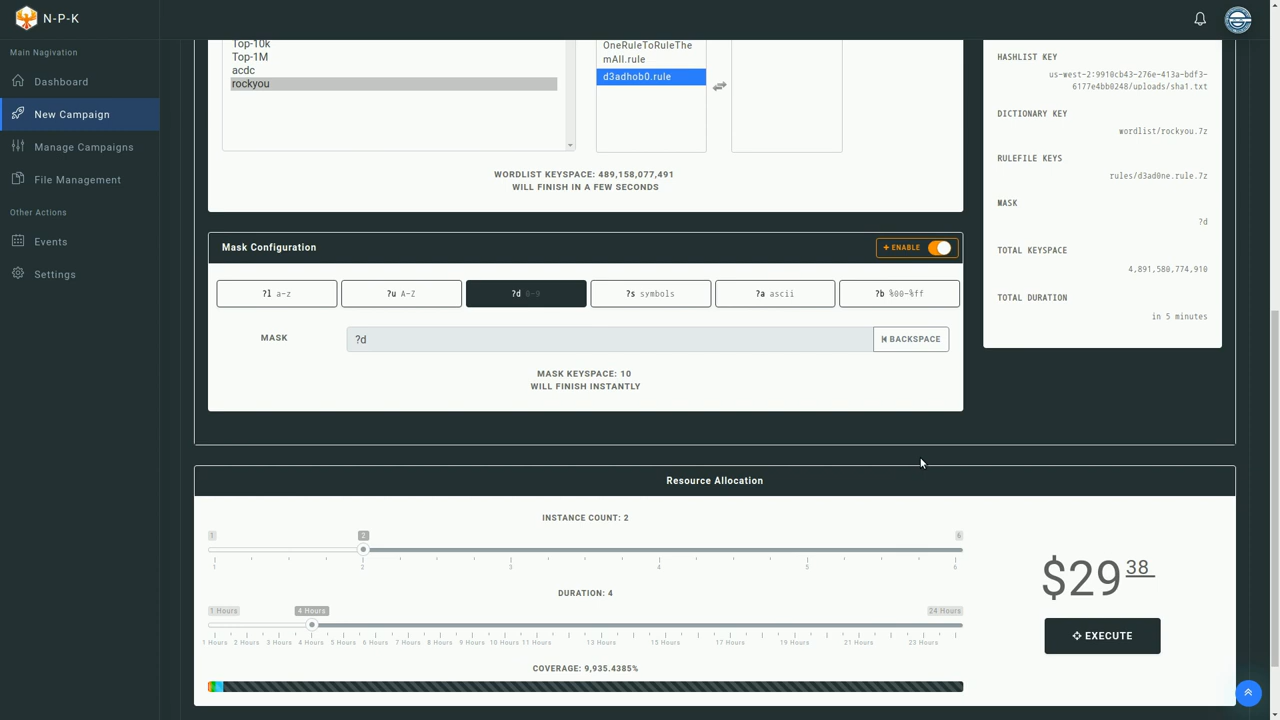 N-P-K
Main Nagivation
Dashboard
New Campaign
Manage Campaigns
File Management
Other Actions
Events
Settings
Top-10k
Top-1M
acdc
rockyou
OneRuleToRuleThe
mAll.rule
d3adhob0.rule
WORDLIST KEYSPACE: 489,158,077,491
WILL FINISH IN A FEW SECONDS
Mask Configuration
+ ENABLE
?l a-z
?u A-Z
?d 0-9
?s symbols
?a ascii
?b %00-%ff
MASK
?d
BACKSPACE
MASK KEYSPACE: 10
WILL FINISH INSTANTLY
HASHLIST KEY
us-west-2:9910cb43-276e-413a-bdf3-
6177e4bb0248/uploads/sha1.txt
DICTIONARY KEY
wordlist/rockyou.7z
RULEFILE KEYS
rules/d3ad0ne.rule.7z
MASK
?d
TOTAL KEYSPACE
4,891,580,774,910
TOTAL DURATION
in 5 minutes
Resource Allocation
INSTANCE COUNT: 2
1 2 6
1 2 3 4 5 6
DURATION: 4
1 Hours 4 Hours 24 Hours
1 Hours 2 Hours 3 Hours 4 Hours 5 Hours 6 Hours 7 Hours 8 Hours 9 Hours 10 Hours 11 Hours 13 Hours 15 Hours 17 Hours 19 Hours 21 Hours 23 Hours
COVERAGE: 9,935.4385%
$29 38
EXECUTE